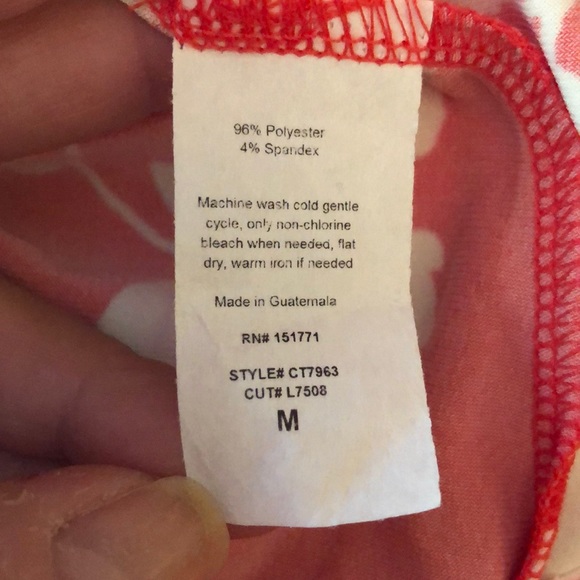 96% Polyester
4% Spandex
Machine wash cold gentle
cycle, only non-chlorine
bleach when needed, flat
dry, warm iron if needed
Made in Guatemala
RN# 151771
STYLE# CT7963
CUT# L7508
M